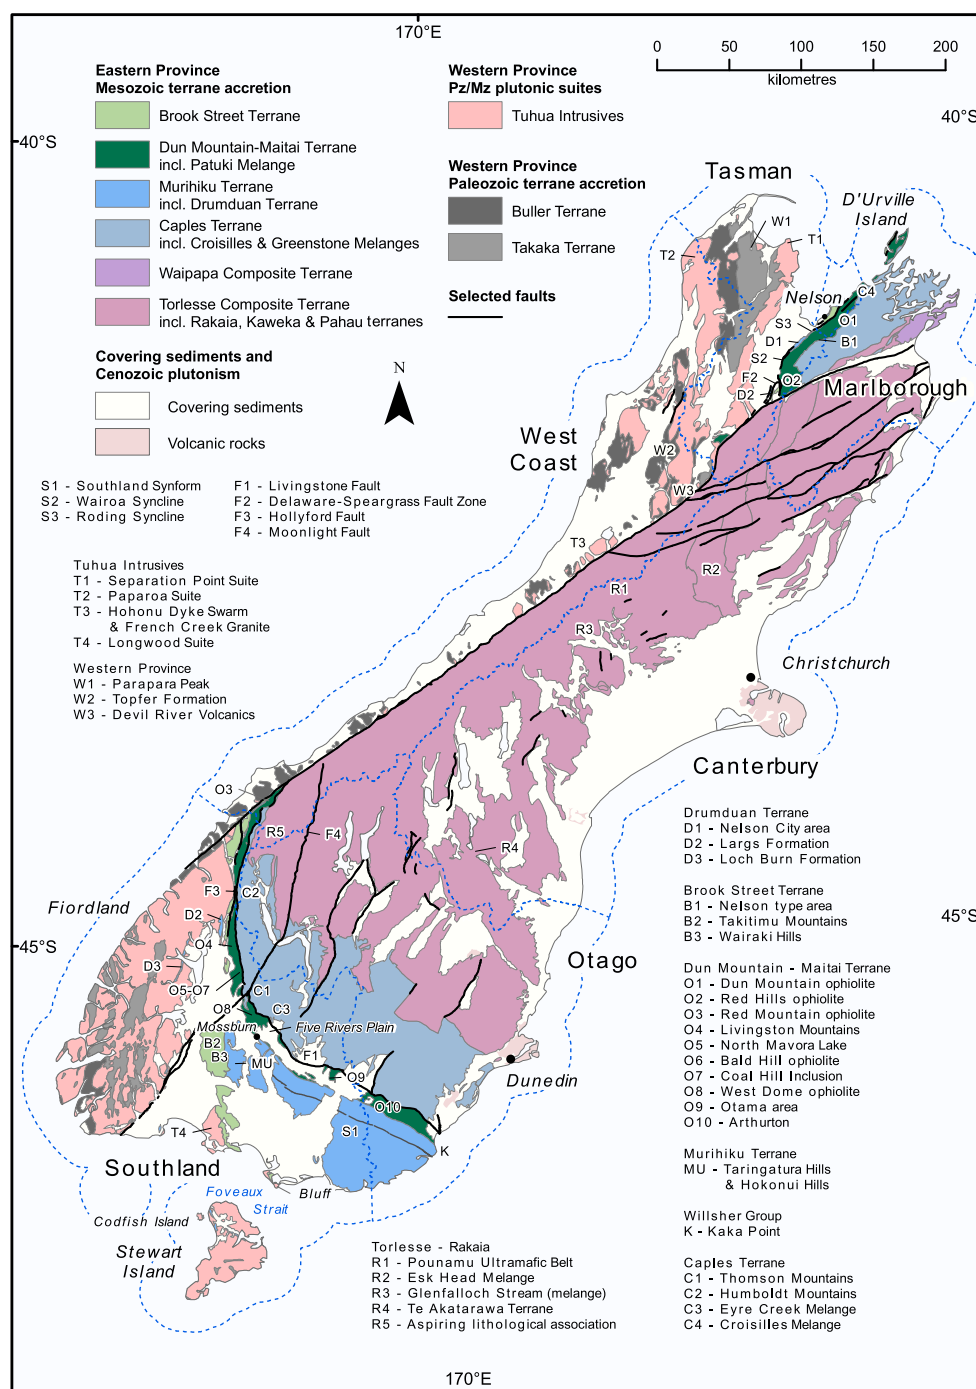 170°E
0 50 100 150 200
kilometres
40°S
40°S
Eastern Province
Mesozoic terrane accretion
Brook Street Terrane
Dun Mountain-Maitai Terrane
incl. Patuki Melange
Murihiku Terrane
incl. Drumduan Terrane
Caples Terrane
incl. Croisilles & Greenstone Melanges
Waipapa Composite Terrane
Torlesse Composite Terrane
incl. Rakaia, Kaweka & Pahau terranes
Covering sediments and
Cenozoic plutonism
Covering sediments
Volcanic rocks
Western Province
Pz/Mz plutonic suites
Tuhua Intrusives
Western Province
Paleozoic terrane accretion
Buller Terrane
Takaka Terrane
Selected faults
N
S1 - Southland Synform
S2 - Wairoa Syncline
S3 - Roding Syncline
F1 - Livingstone Fault
F2 - Delaware-Speargrass Fault Zone
F3 - Hollyford Fault
F4 - Moonlight Fault
Tuhua Intrusives
T1 - Separation Point Suite
T2 - Paparoa Suite
T3 - Hohonu Dyke Swarm
& French Creek Granite
T4 - Longwood Suite
Western Province
W1 - Parapara Peak
W2 - Topfer Formation
W3 - Devil River Volcanics
Tasman
D'Urville
Island
W1
T1
T2
Nelson
C4
S3
O1
D1
B1
S2
F2
O2
D2
Marlborough
West
Coast
W2
W3
T3
R2
R1
R3
Christchurch
Canterbury
O3
R5
F4
R4
F3
C2
Fiordland
D2
O4
45°S
45°S
Otago
D3
O5-O7
C1
O8
C3
Mossburn
Five Rivers Plain
B2
B3
MU
F1
O9
Dunedin
O10
T4
S1
K
Southland
Bluff
Foveaux
Strait
Codfish Island
Stewart
Island
Drumduan Terrane
D1 - Nelson City area
D2 - Largs Formation
D3 - Loch Burn Formation
Brook Street Terrane
B1 - Nelson type area
B2 - Takitimu Mountains
B3 - Wairaki Hills
Dun Mountain - Maitai Terrane
O1 - Dun Mountain ophiolite
O2 - Red Hills ophiolite
O3 - Red Mountain ophiolite
O4 - Livingston Mountains
O5 - North Mavora Lake
O6 - Bald Hill ophiolite
O7 - Coal Hill Inclusion
O8 - West Dome ophiolite
O9 - Otama area
O10 - Arthurton
Murihiku Terrane
MU - Taringatura Hills
& Hokonui Hills
Willsher Group
K - Kaka Point
Caples Terrane
C1 - Thomson Mountains
C2 - Humboldt Mountains
C3 - Eyre Creek Melange
C4 - Croisilles Melange
Torlesse - Rakaia
R1 - Pounamu Ultramafic Belt
R2 - Esk Head Melange
R3 - Glenfalloch Stream (melange)
R4 - Te Akatarawa Terrane
R5 - Aspiring lithological association
170°E